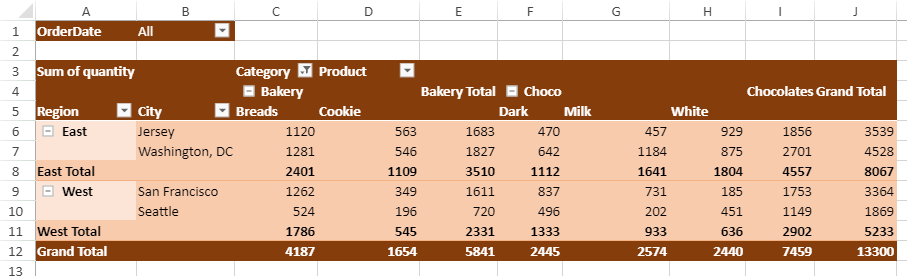 A B C D E F G H I J
1 OrderDate All
2
3 Sum of quantity Category Product
4 Bakery Bakery Total Choco Chocolates Grand Total
5 Region City Breads Cookie Dark Milk White
6 East Jersey 1120 563 1683 470 457 929 1856 3539
7 Washington, DC 1281 546 1827 642 1184 875 2701 4528
8 East Total 2401 1109 3510 1112 1641 1804 4557 8067
9 West San Francisco 1262 349 1611 837 731 185 1753 3364
10 Seattle 524 196 720 496 202 451 1149 1869
11 West Total 1786 545 2331 1333 933 636 2902 5233
12 Grand Total 4187 1654 5841 2445 2574 2440 7459 13300
13